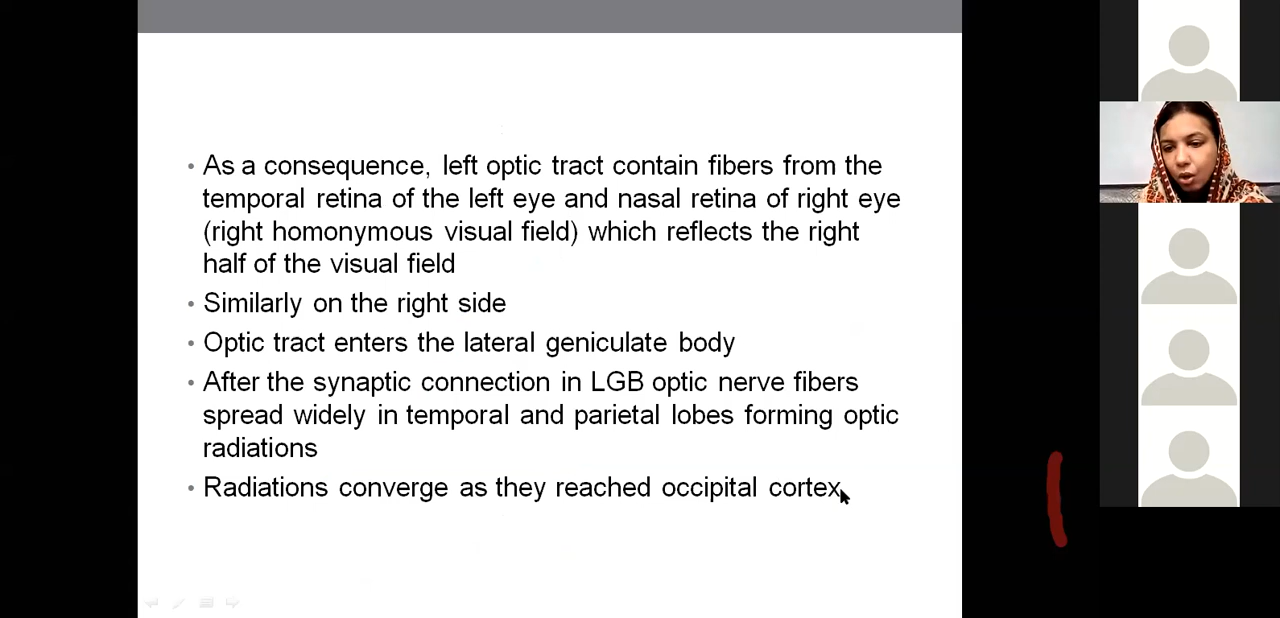 • As a consequence, left optic tract contain fibers from the
temporal retina of the left eye and nasal retina of right eye
(right homonymous visual field) which reflects the right
half of the visual field
• Similarly on the right side
• Optic tract enters the lateral geniculate body
• After the synaptic connection in LGB optic nerve fibers
spread widely in temporal and parietal lobes forming optic
radiations
• Radiations converge as they reached occipital cortex